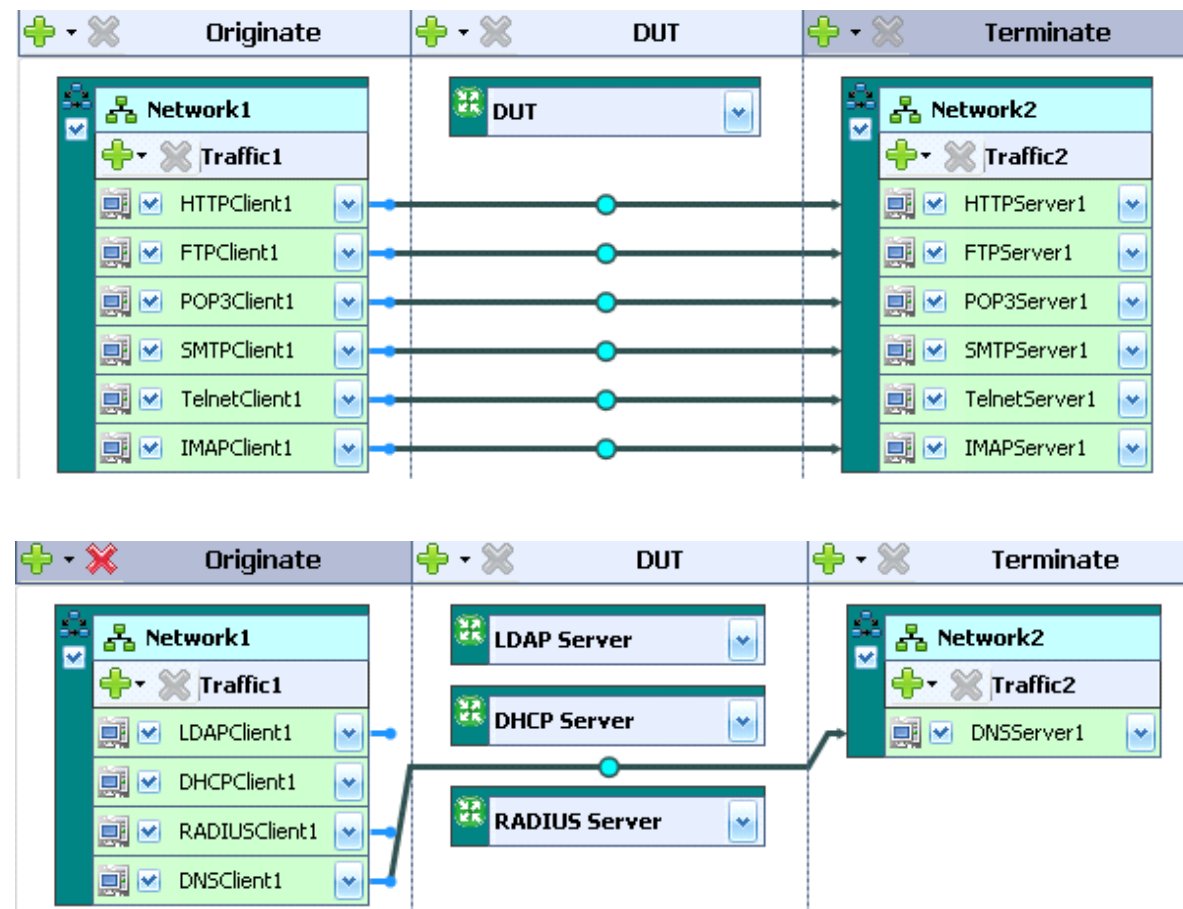 Originate DUT Terminate
Network1 DUT Network2
Traffic1 Traffic2
HTTPClient1 HTTPServer1
FTPClient1 FTPServer1
POP3Client1 POP3Server1
SMTPClient1 SMTPServer1
TelnetClient1 TelnetServer1
IMAPClient1 IMAPServer1
Originate DUT Terminate
Network1 LDAP Server Network2
Traffic1 Traffic2
LDAPClient1 DHCP Server DNSServer1
DHCPClient1
RADIUSClient1 RADIUS Server
DNSClient1